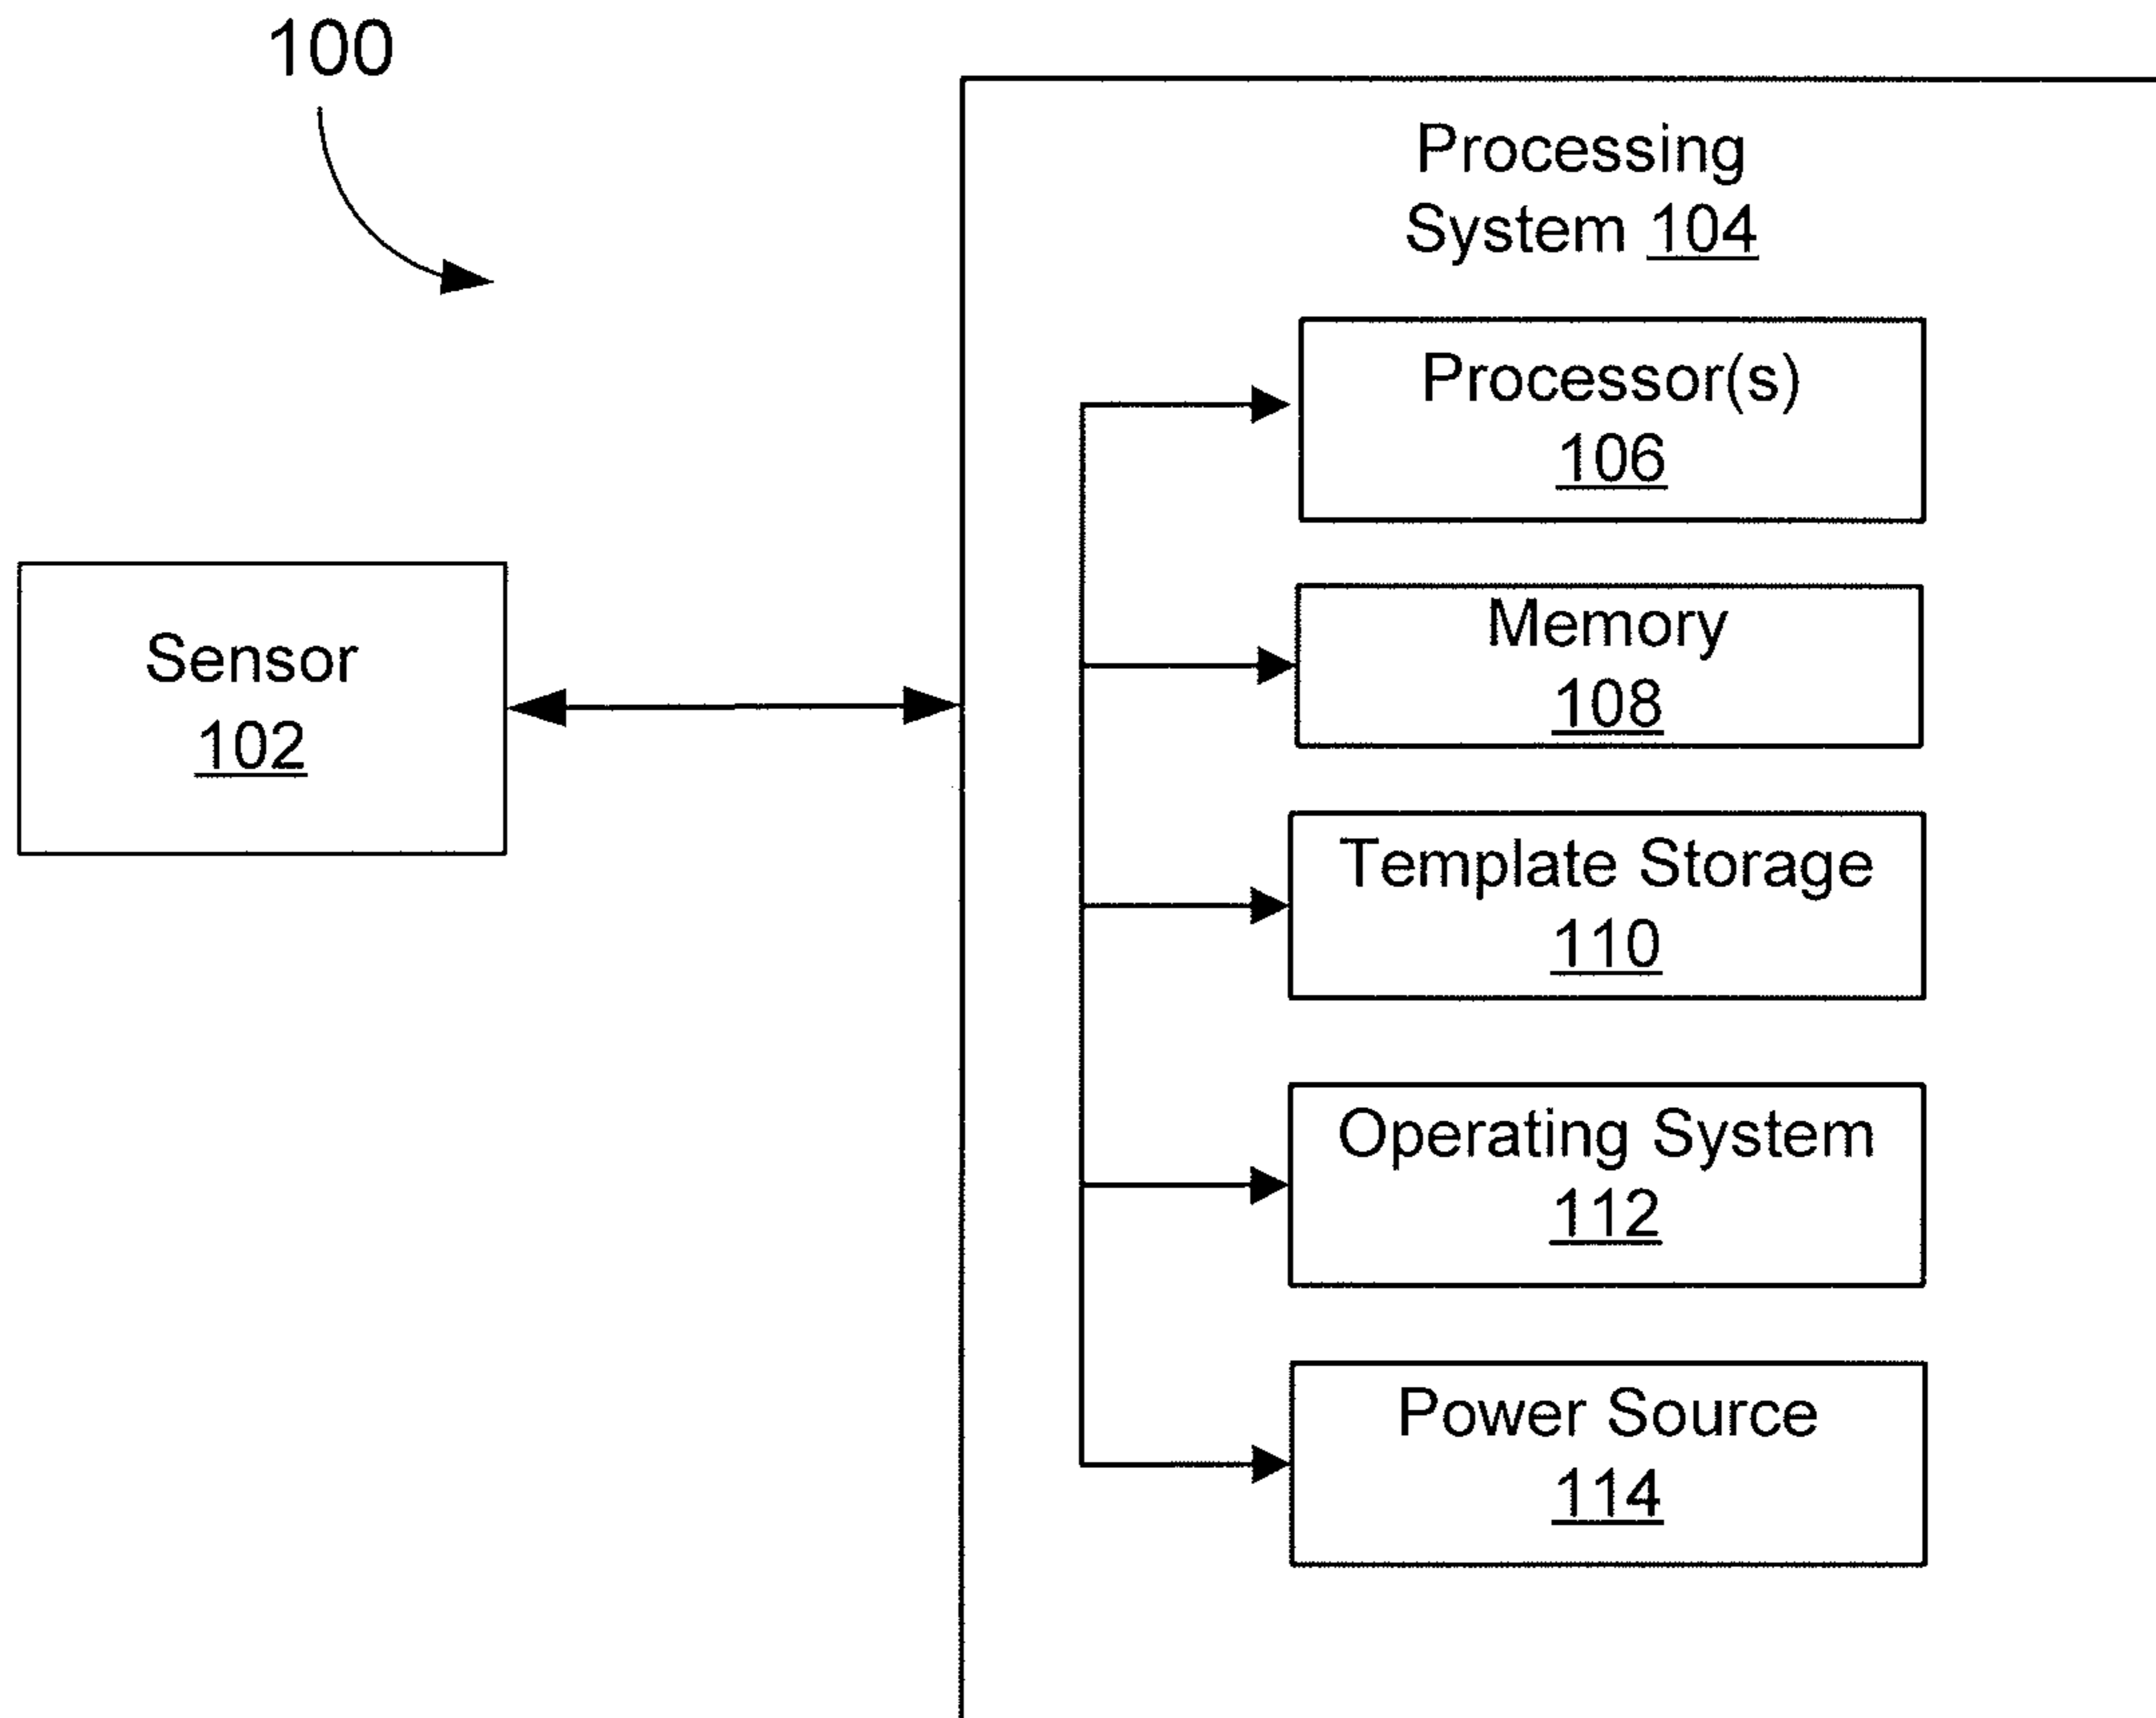 100
Processing
System 104
Processor(s)
106
Memory
108
Sensor
102
Template Storage
110
Operating System
112
Power Source
114